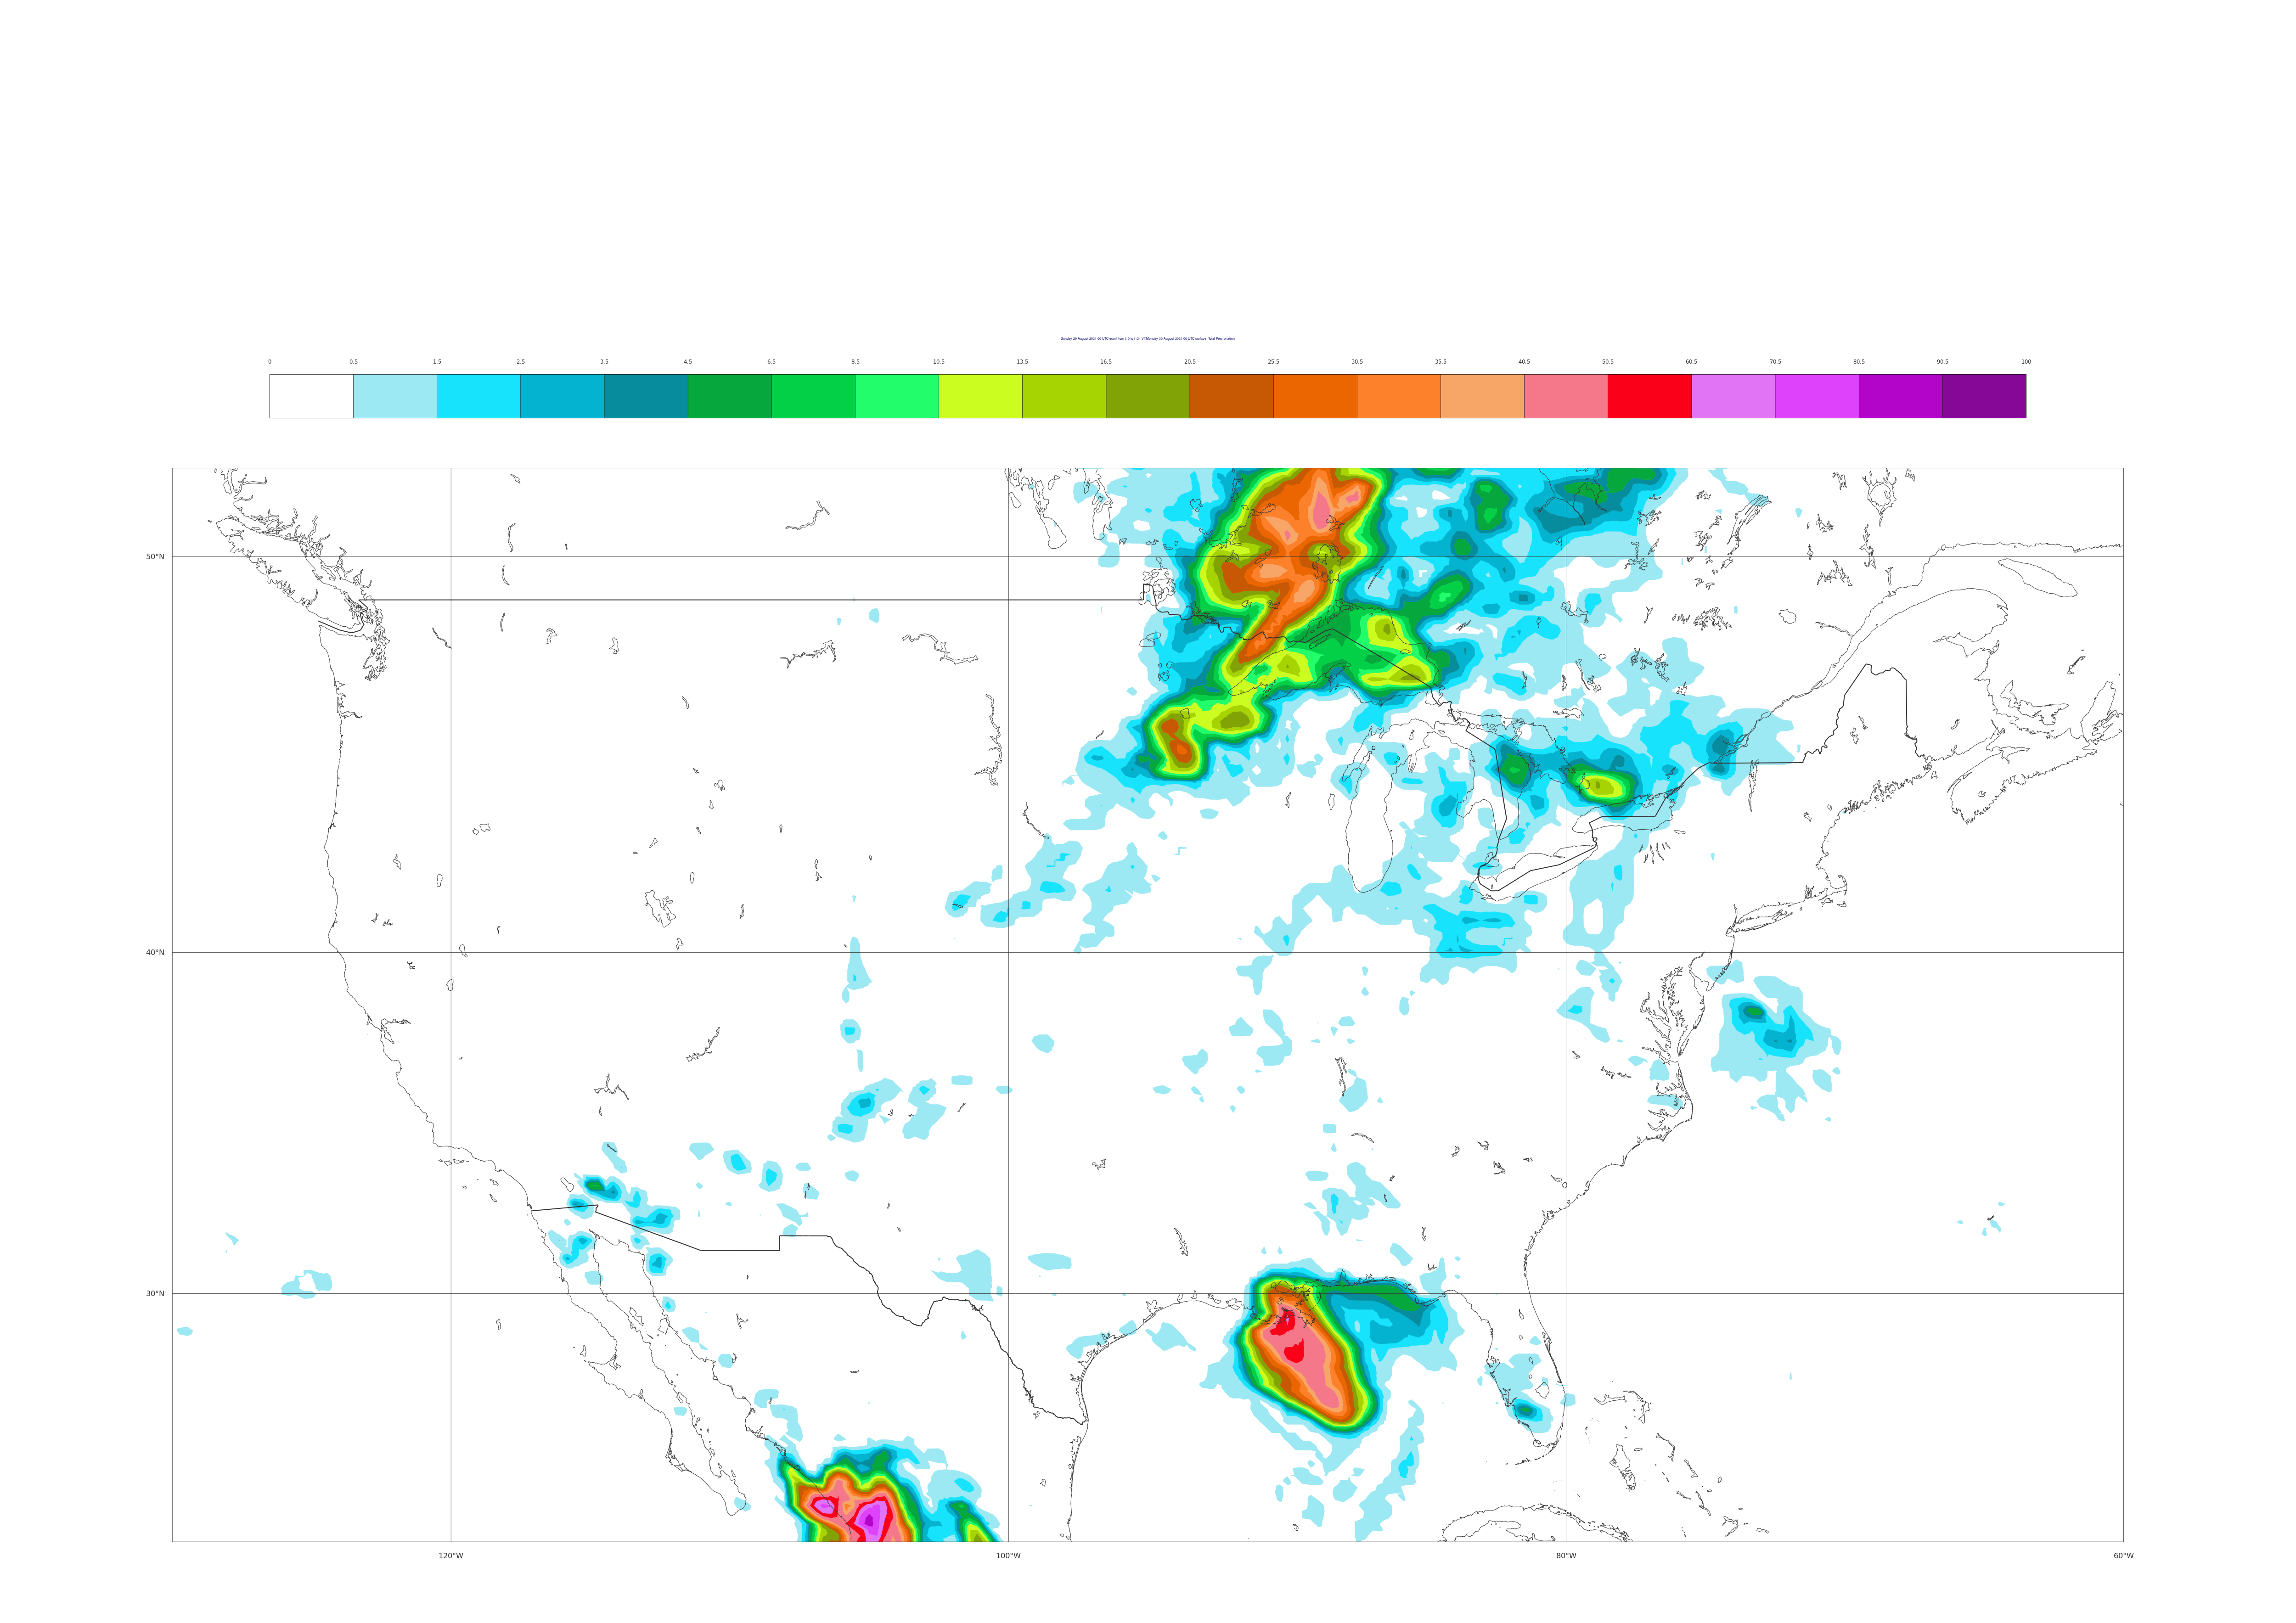 Sunday 29 August 2021 00 UTC ecmf t+24 VT:Monday 30 August 2021 00 UTC surface Total Precipitation
0 0.5 1.5 2.5 3.5 4.5 6.5 8.5 10.5 13.5 16.5 20.5 25.5 30.5 35.5 40.5 50.5 60.5 70.5 80.5 90.5 100
50°N
40°N
30°N
120°W 100°W 80°W 60°W